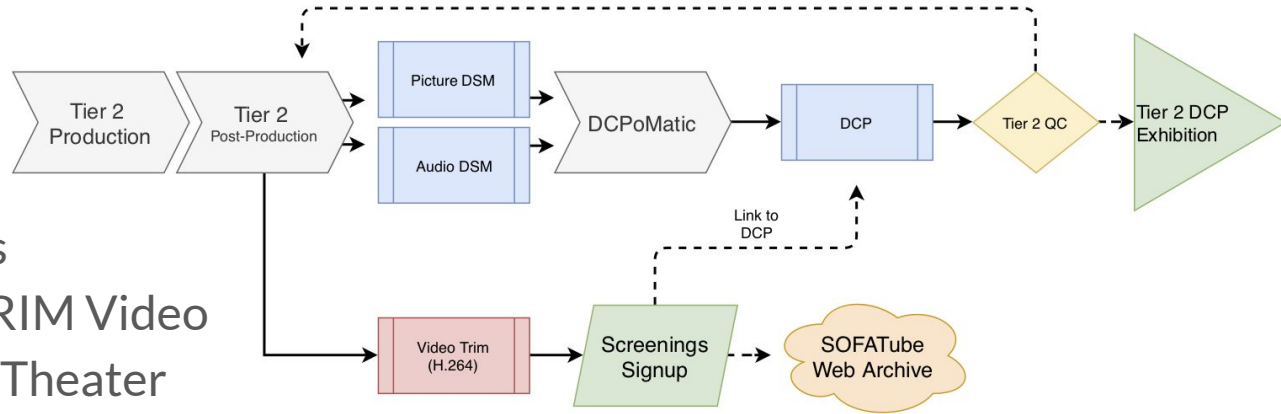 Tier 2
Production
Tier 2
Post-Production
Picture DSM
Audio DSM
DCPoMatic
DCP
Tier 2 QC
Tier 2 DCP
Exhibition
Link to
DCP
RIM Video
Theater
Video Trim
(H.264)
Screenings
Signup
SOFATube
Web Archive